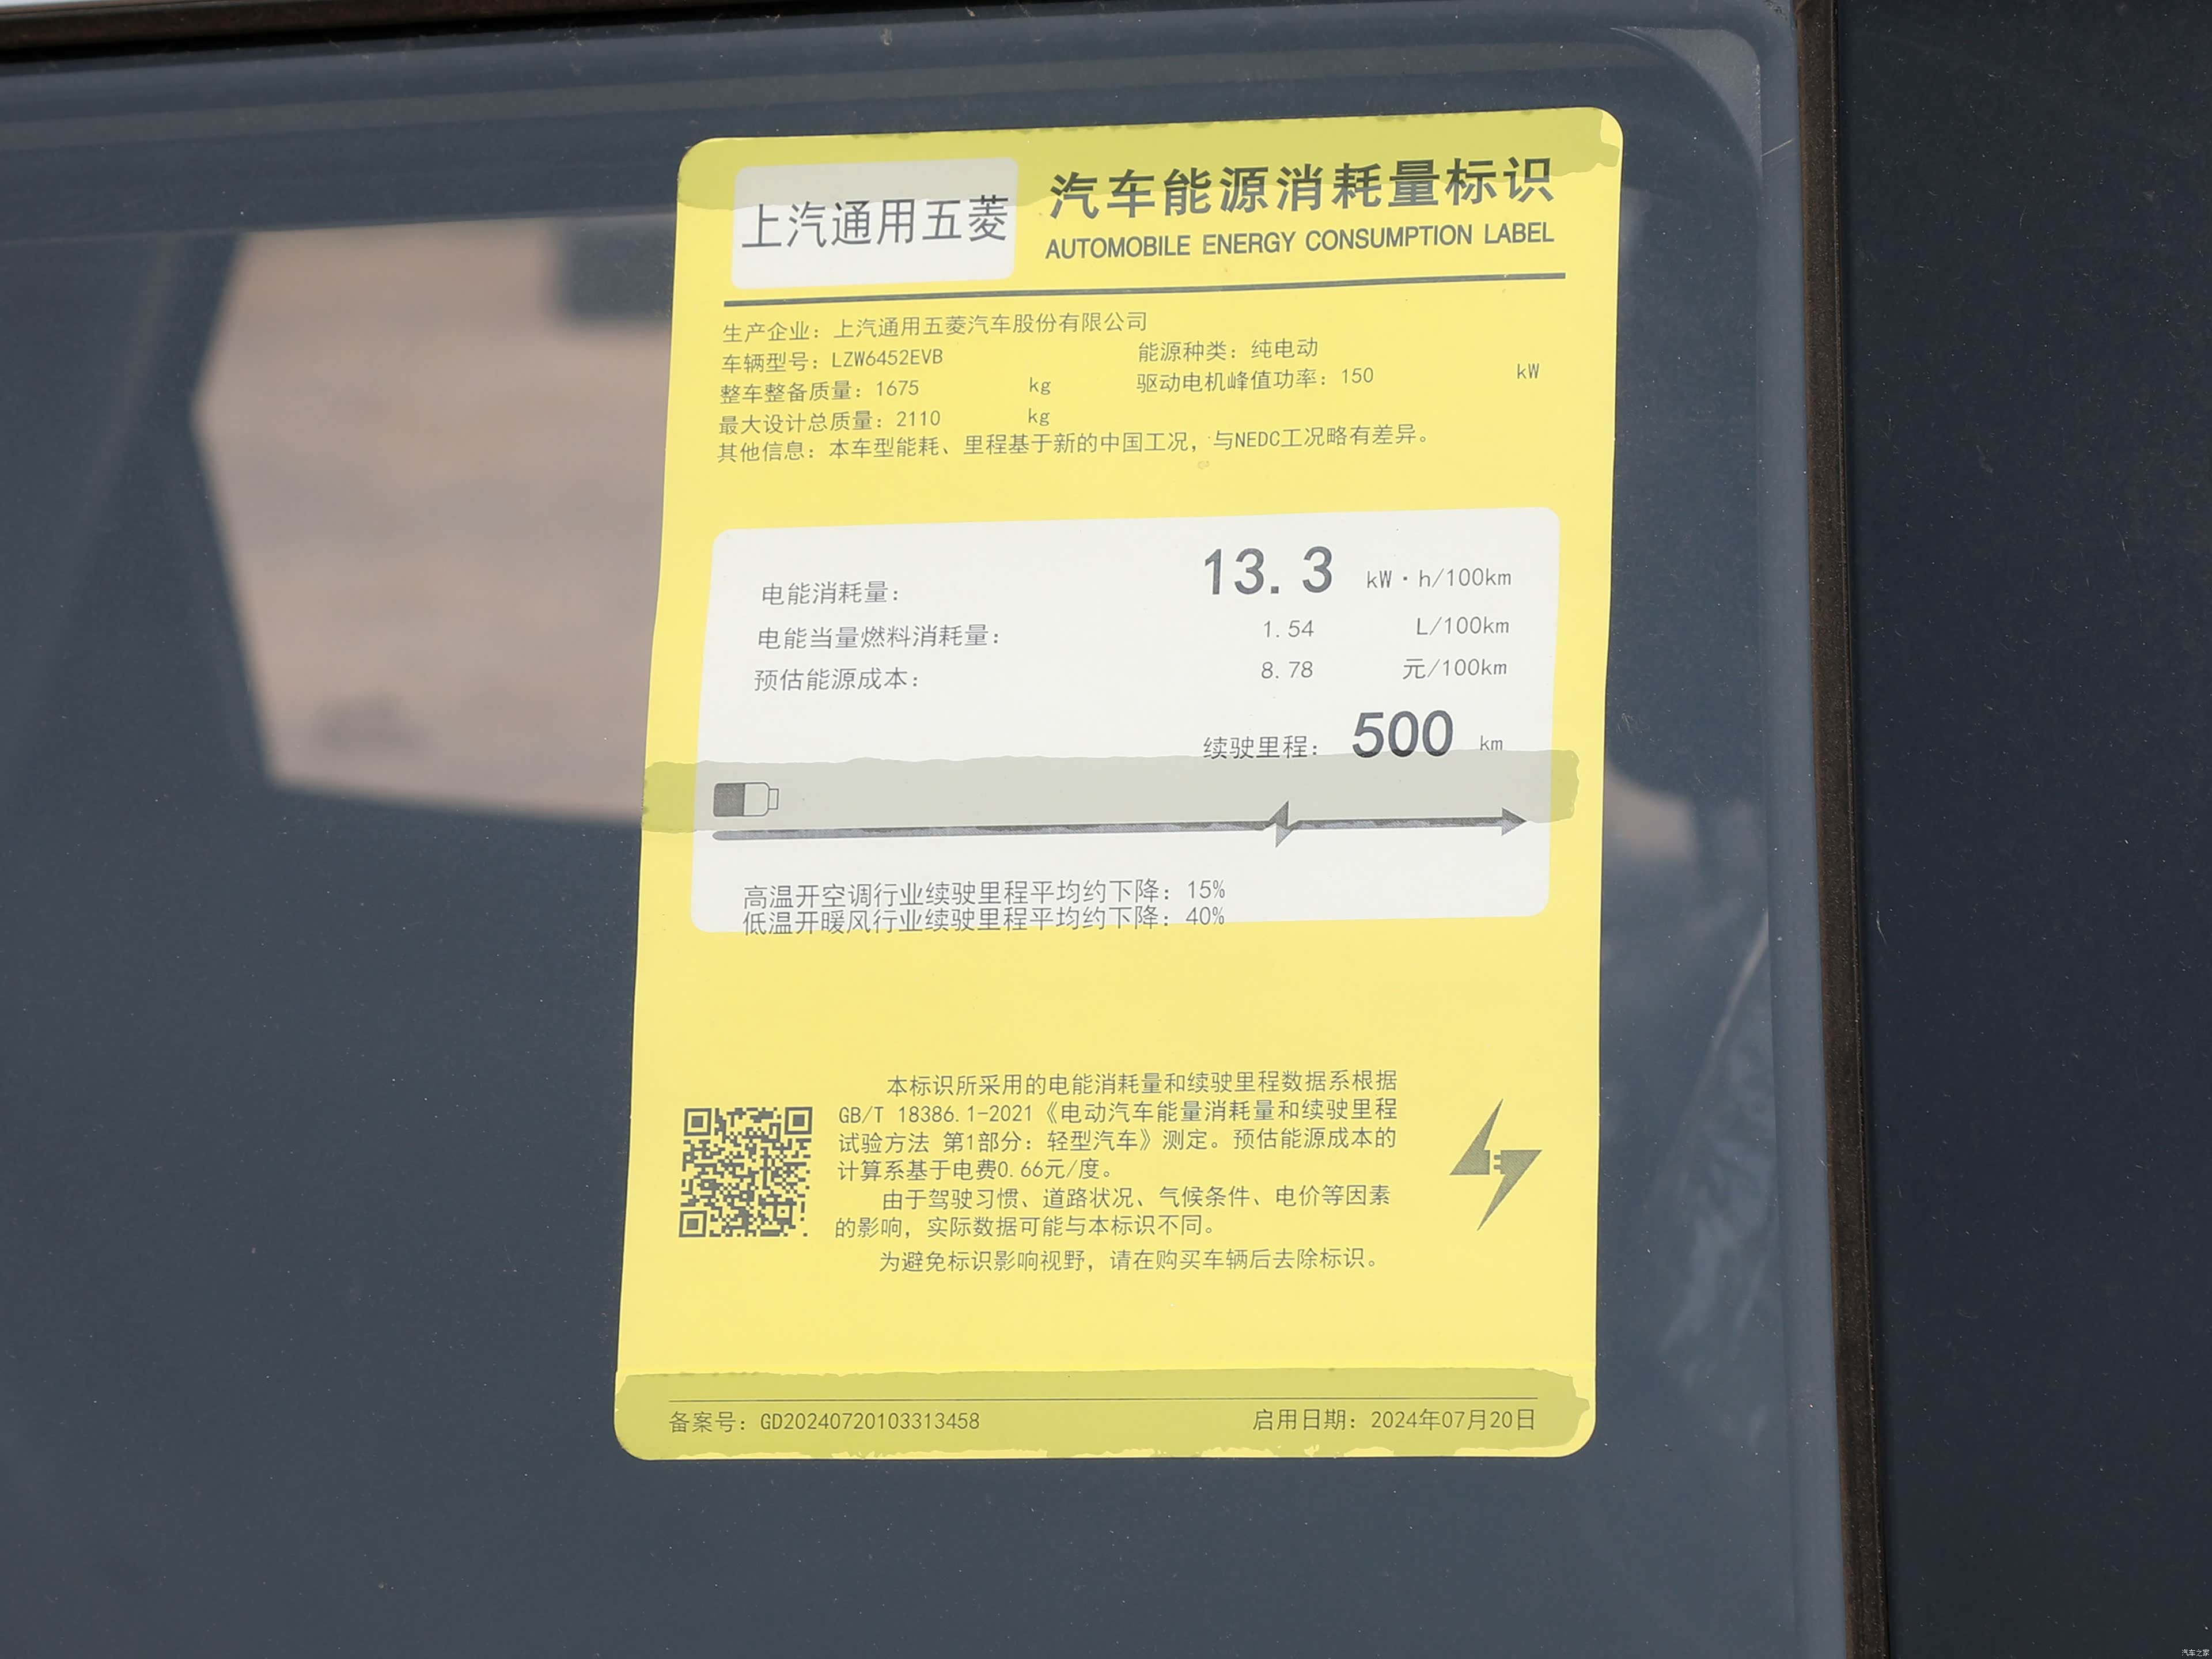 上汽通用五菱
汽车能源消耗量标识
AUTOMOBILE ENERGY CONSUMPTION LABEL
生产企业：上汽通用五菱汽车股份有限公司
车辆型号：LZW6452EVB 能源种类：纯电动
整车整备质量：1675 kg 驱动电机峰值功率：150 kW
最大设计总质量：2110 kg
其他信息：本车型能耗、里程基于新的中国工况，与NEDC工况略有差异。
电能消耗量： 13.3 kW·h/100km
电能当量燃料消耗量： 1.54 L/100km
预估能源成本： 8.78 元/100km
续驶里程： 500 km
高温开空调行业续驶里程平均约下降：15%
低温开暖风行业续驶里程平均约下降：40%
本标识所采用的电能消耗量和续驶里程数据系根据
GB/T 18386.1-2021《电动汽车能量消耗量和续驶里程
试验方法 第1部分：轻型汽车》测定。预估能源成本的
计算系基于电费0.66元/度。
由于驾驶习惯、道路状况、气候条件、电价等因素
的影响，实际数据可能与本标识不同。
为避免标识影响视野，请在购买车辆后去除标识。
备案号：GD20240720103313458 启用日期：2024年07月20日
汽车之家